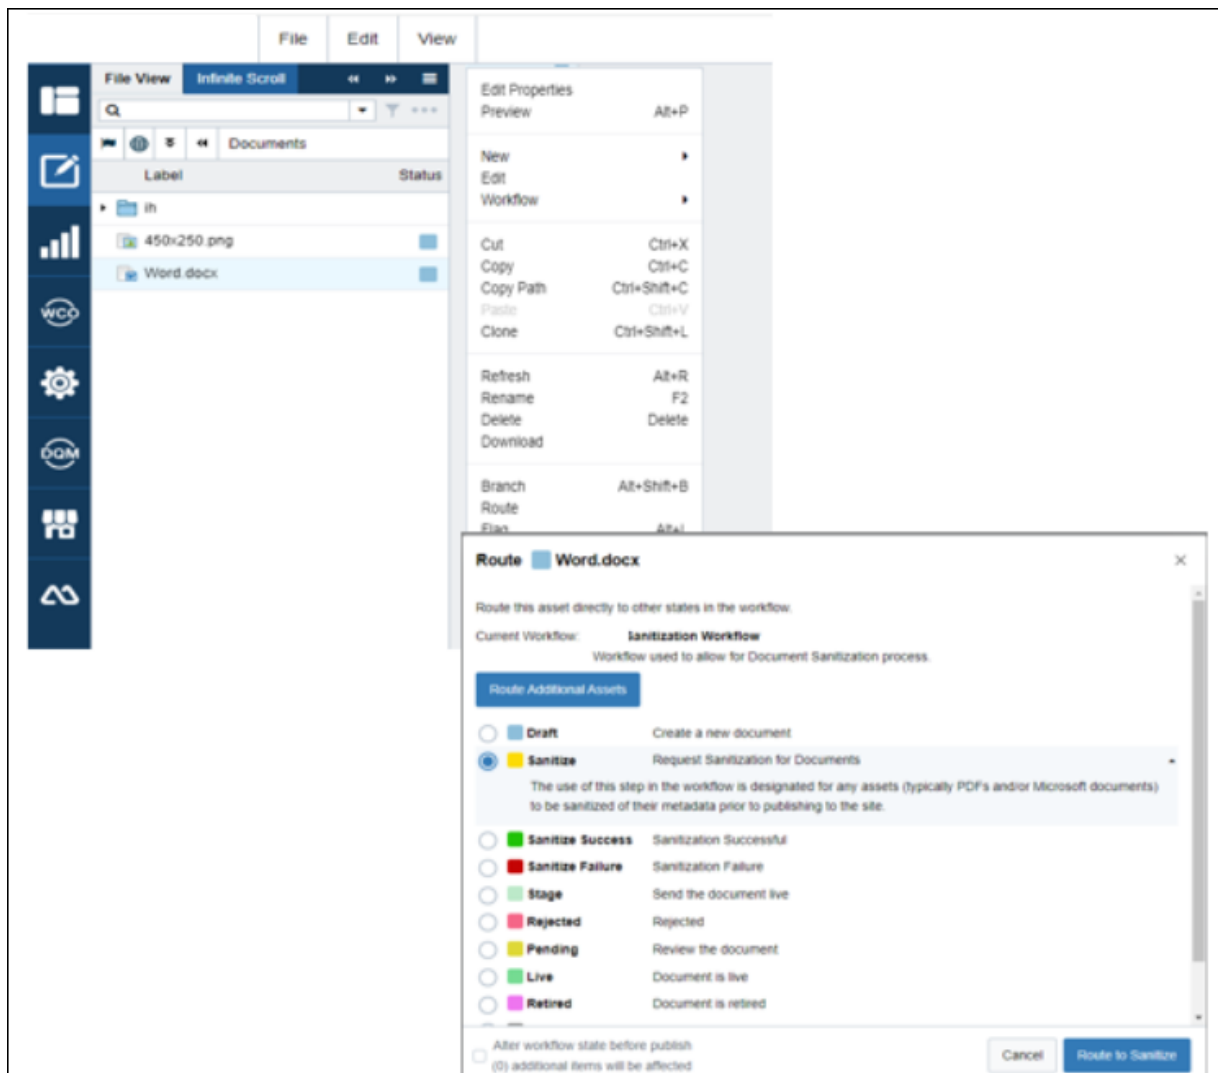 File Edit View
File View Infinite Scroll
Documents
Label Status
ih
450x250.png
Word.docx
WCO
DQM
Edit Properties
Preview Alt+P
New
Edit
Workflow
Cut Ctrl+X
Copy Ctrl+C
Copy Path Ctrl+Shift+C
Paste Ctrl+V
Clone Ctrl+Shift+L
Refresh Alt+R
Rename F2
Delete Delete
Download
Branch Alt+Shift+B
Route
Flag Alt+L
Route Word.docx
Route this asset directly to other states in the workflow.
Current Workflow: Sanitization Workflow
Workflow used to allow for Document Sanitization process.
Route Additional Assets
Draft Create a new document
Sanitize Request Sanitization for Documents
The use of this step in the workflow is designated for any assets (typically PDFs and/or Microsoft documents)
to be sanitized of their metadata prior to publishing to the site.
Sanitize Success Sanitization Successful
Sanitize Failure Sanitization Failure
Stage Send the document live
Rejected Rejected
Pending Review the document
Live Document is live
Retired Document is retired
Alter workflow state before publish
(0) additional items will be affected
Cancel Route to Sanitize